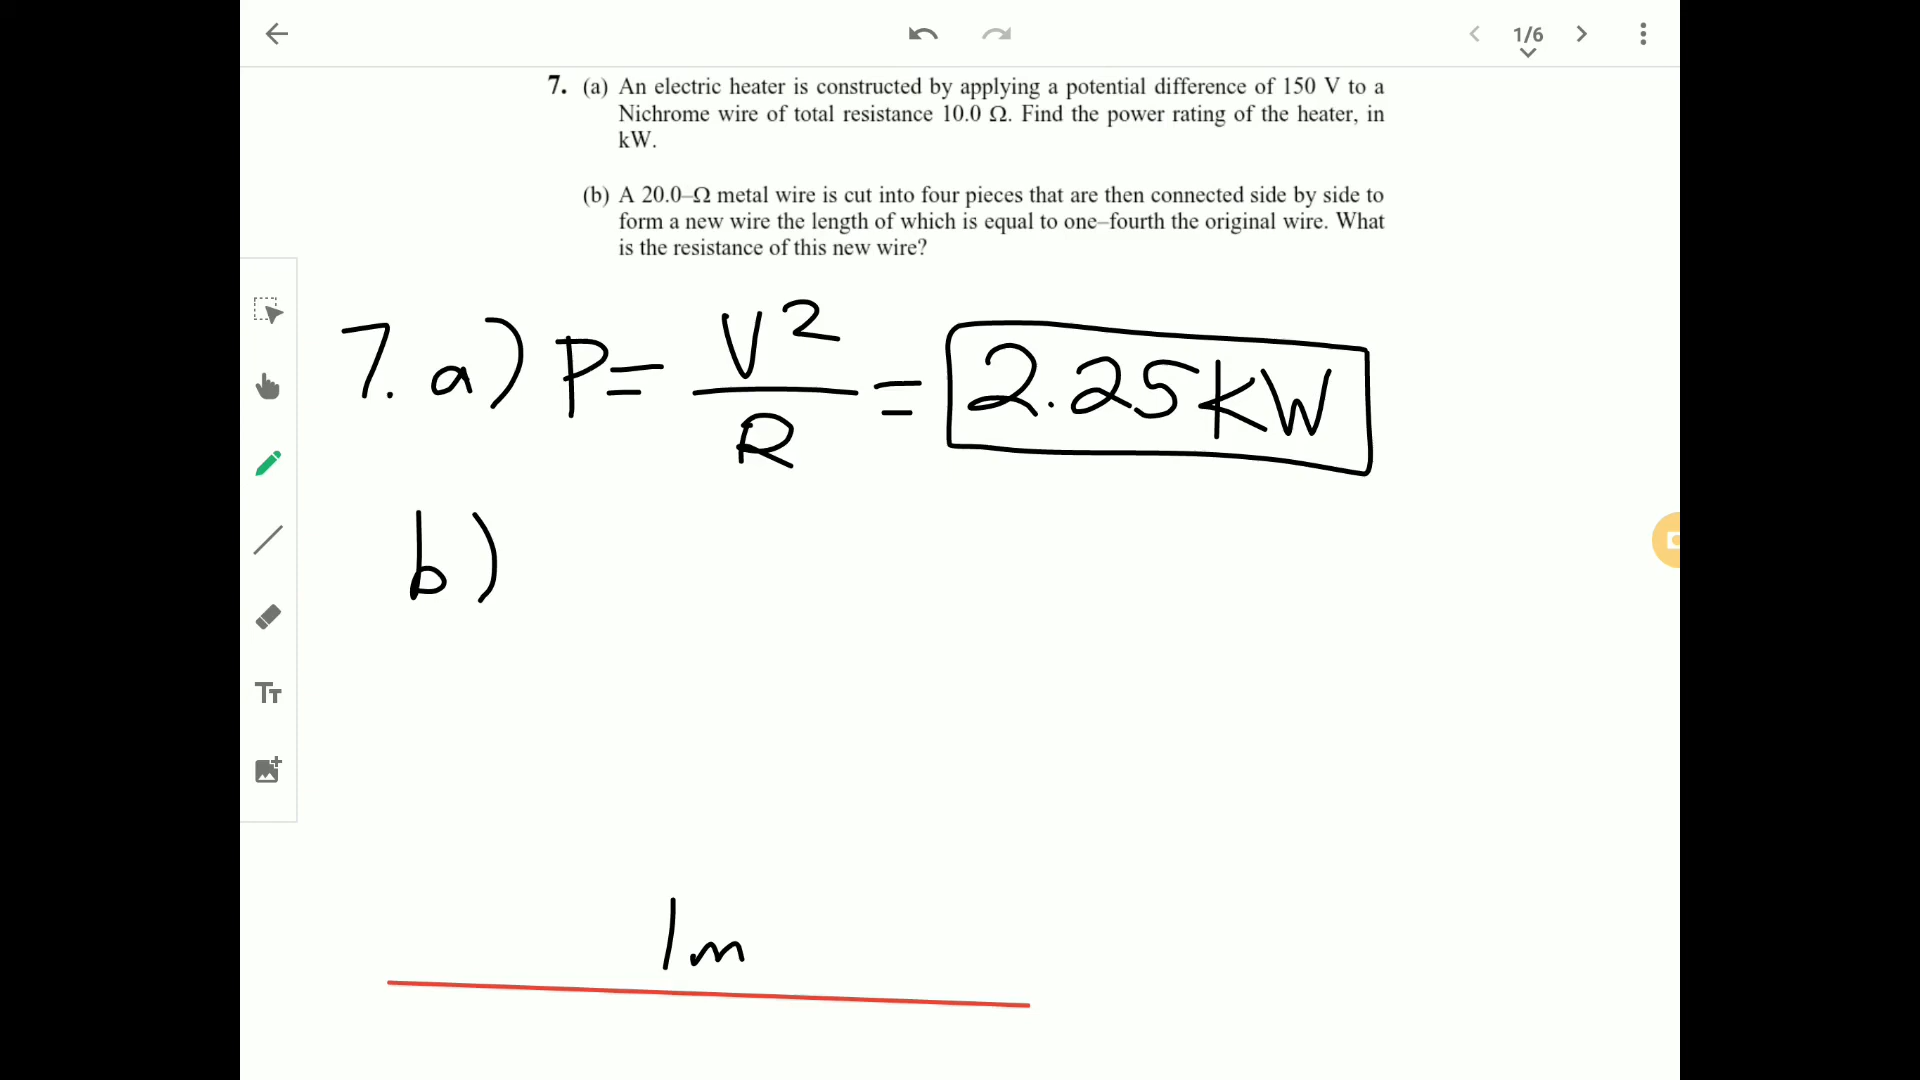 1/6
7. (a) An electric heater is constructed by applying a potential difference of 150 V to a
Nichrome wire of total resistance 10.0 Ω. Find the power rating of the heater, in
kW.
(b) A 20.0–Ω metal wire is cut into four pieces that are then connected side by side to
form a new wire the length of which is equal to one–fourth the original wire. What
is the resistance of this new wire?
7. a) P = V²/R = 2.25kW
b)
Tт
1m